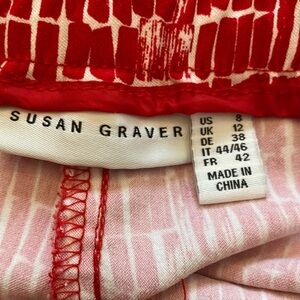 SUSAN GRAVER
US 8
UK 12
DE 38
IT 44/46
FR 42
MADE IN
CHINA